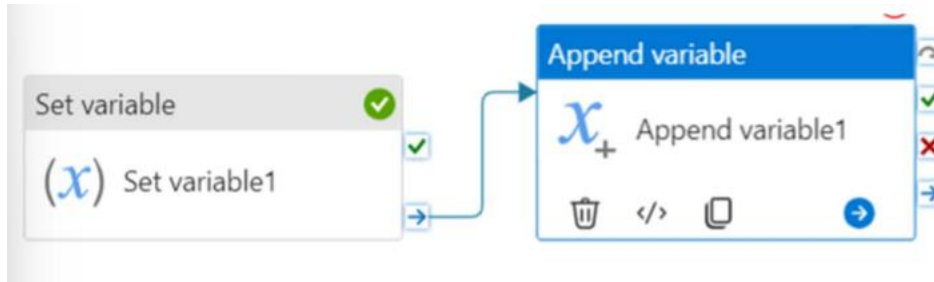 Set variable
(x) Set variable1
Append variable
x+ Append variable1
</>